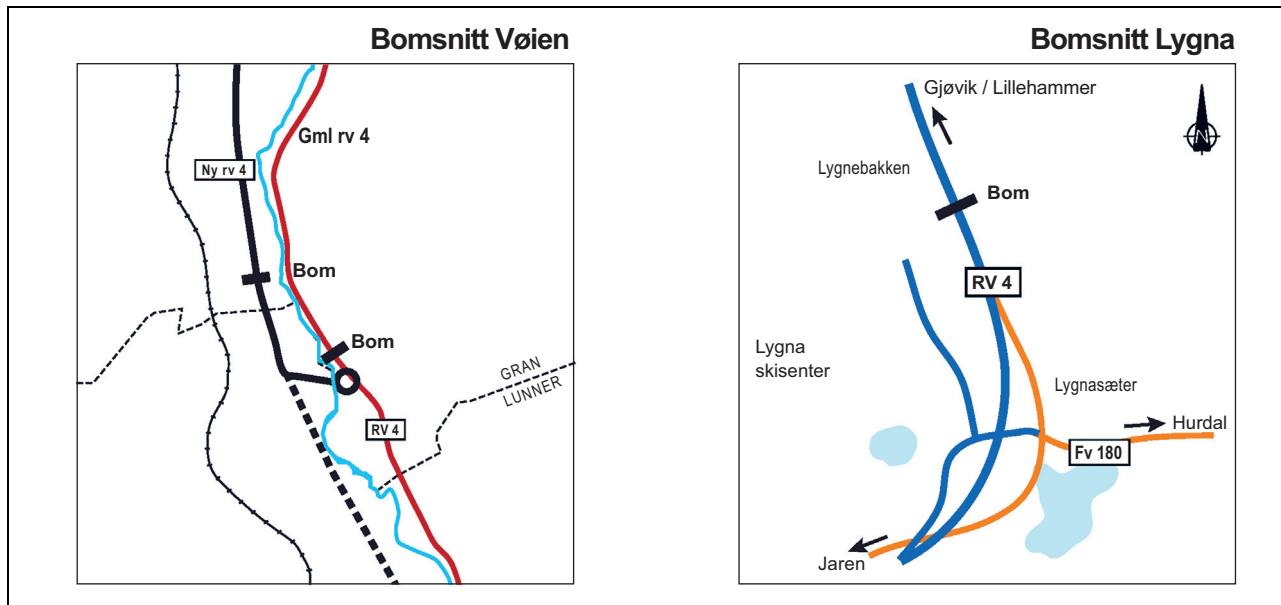 Bomsnitt Vøien
Gml rv 4
Ny rv 4
Bom
Bom
GRAN
LUNNER
RV 4
Bomsnitt Lygna
Gjøvik / Lillehammer
N
Lygnebakken
Bom
RV 4
Lygna
skisenter
Lygnasæter
Hurdal
Fv 180
Jaren